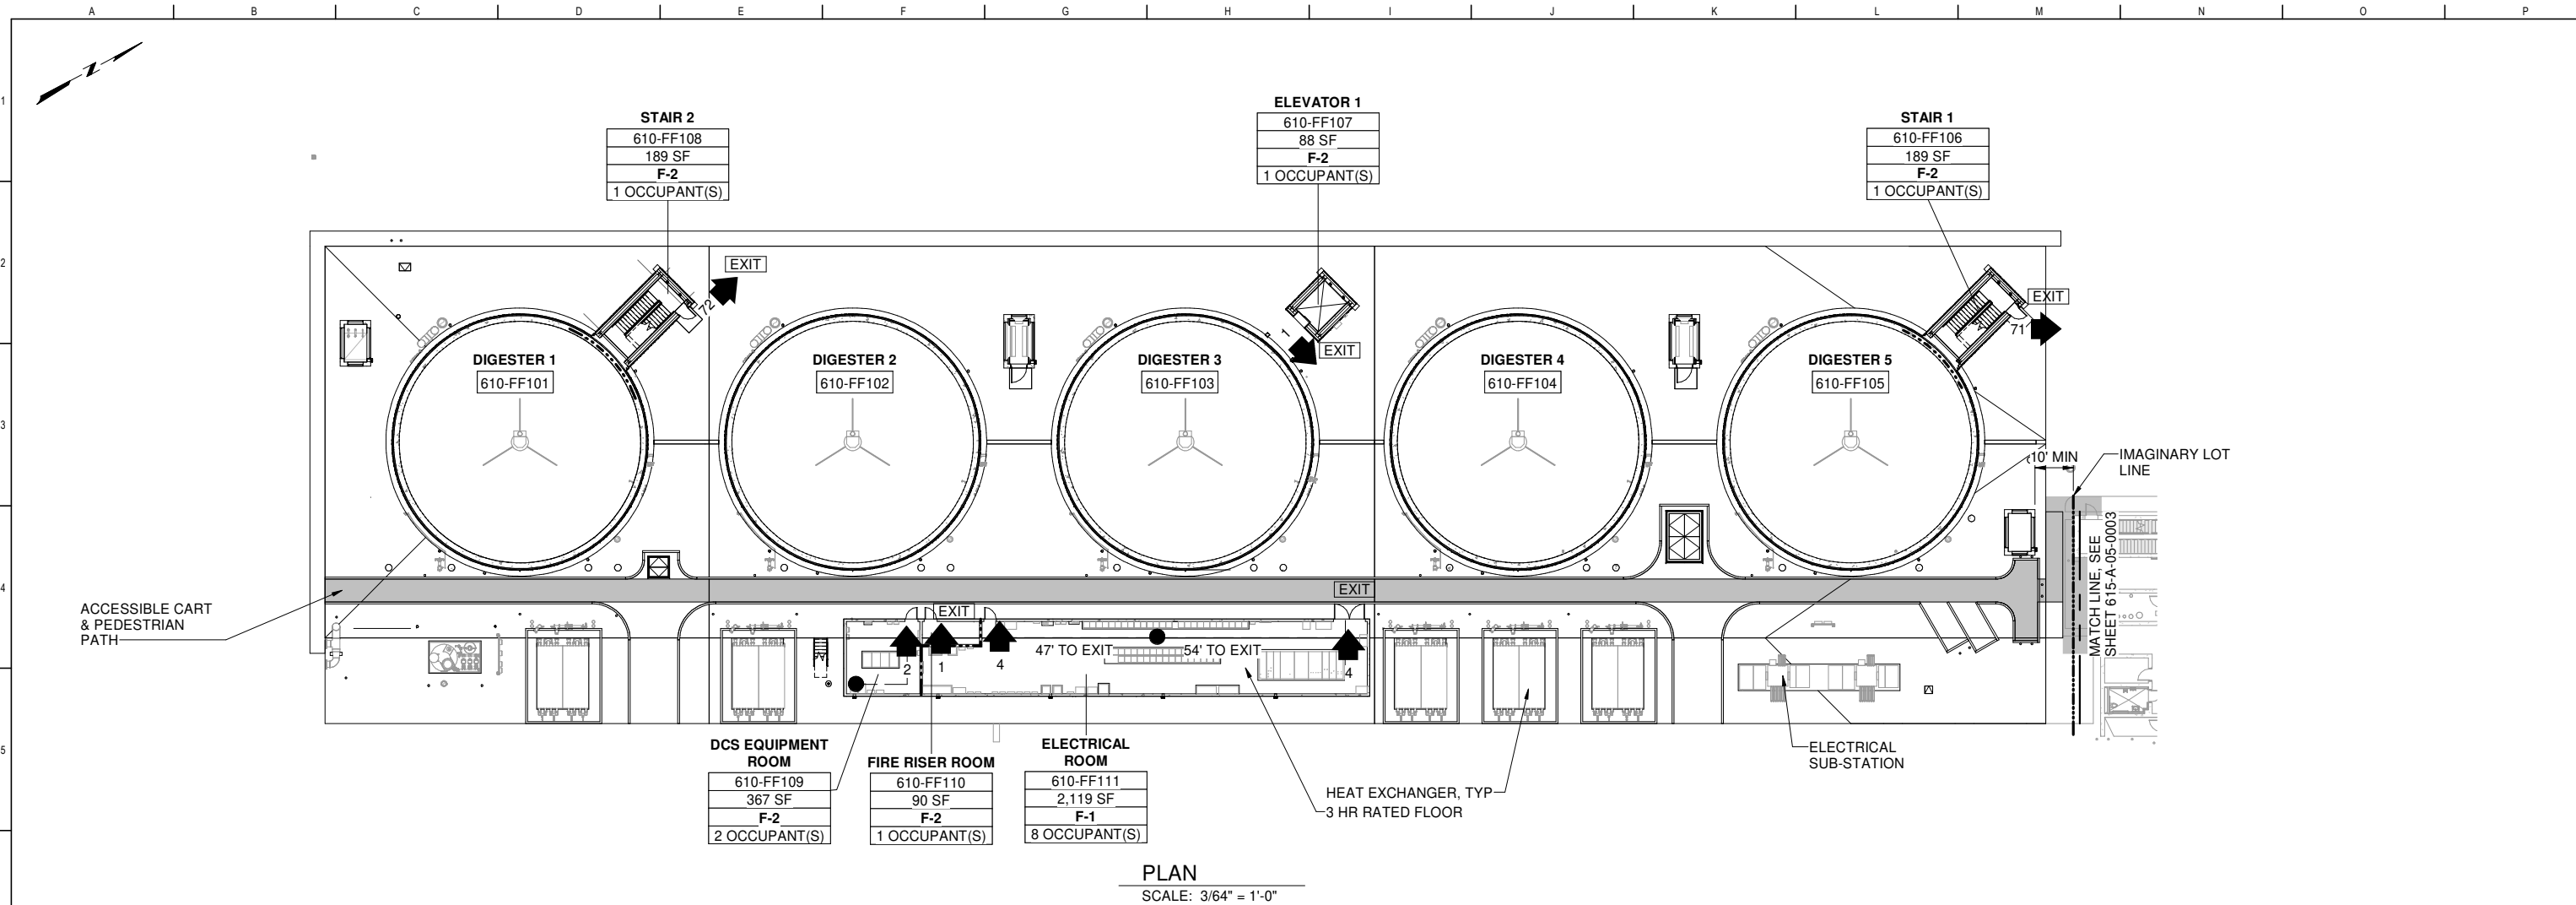 A B C D E F G H I J K L M N O P
1
2
3
4
5
N
STAIR 2
610-FF108
189 SF
F-2
1 OCCUPANT(S)
ELEVATOR 1
610-FF107
88 SF
F-2
1 OCCUPANT(S)
STAIR 1
610-FF106
189 SF
F-2
1 OCCUPANT(S)
EXIT
72
1
EXIT
EXIT
71
DIGESTER 1
610-FF101
DIGESTER 2
610-FF102
DIGESTER 3
610-FF103
DIGESTER 4
610-FF104
DIGESTER 5
610-FF105
10' MIN
IMAGINARY LOT
LINE
MATCH LINE, SEE
SHEET 615-A-05-0003
ACCESSIBLE CART
& PEDESTRIAN
PATH
EXIT
EXIT
2
1
4
47' TO EXIT
54' TO EXIT
4
DCS EQUIPMENT
ROOM
610-FF109
367 SF
F-2
2 OCCUPANT(S)
FIRE RISER ROOM
610-FF110
90 SF
F-2
1 OCCUPANT(S)
ELECTRICAL
ROOM
610-FF111
2,119 SF
F-1
8 OCCUPANT(S)
HEAT EXCHANGER, TYP
3 HR RATED FLOOR
ELECTRICAL
SUB-STATION
PLAN
SCALE: 3/64" = 1'-0"